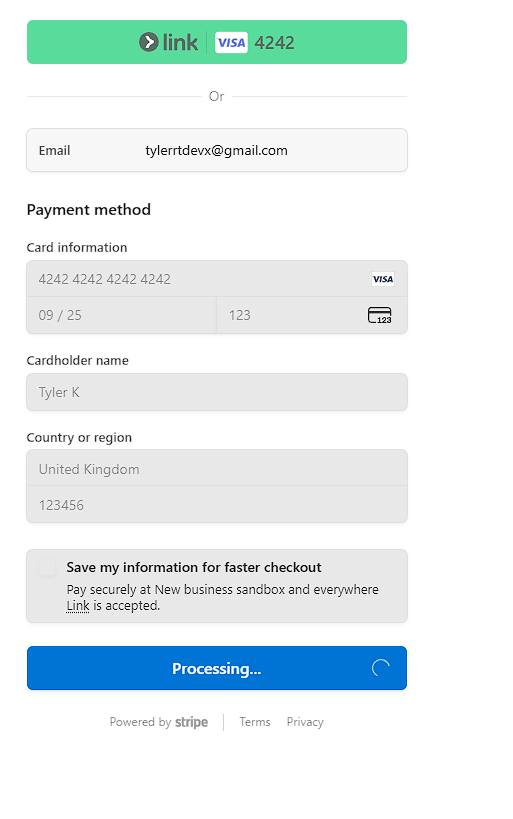 link VISA 4242
Or
Email tylerrtdevx@gmail.com
Payment method
Card information
4242 4242 4242 4242 VISA
09 / 25 123 123
Cardholder name
Tyler K
Country or region
United Kingdom
123456
Save my information for faster checkout
Pay securely at New business sandbox and everywhere
Link is accepted.
Processing...
Powered by stripe Terms Privacy